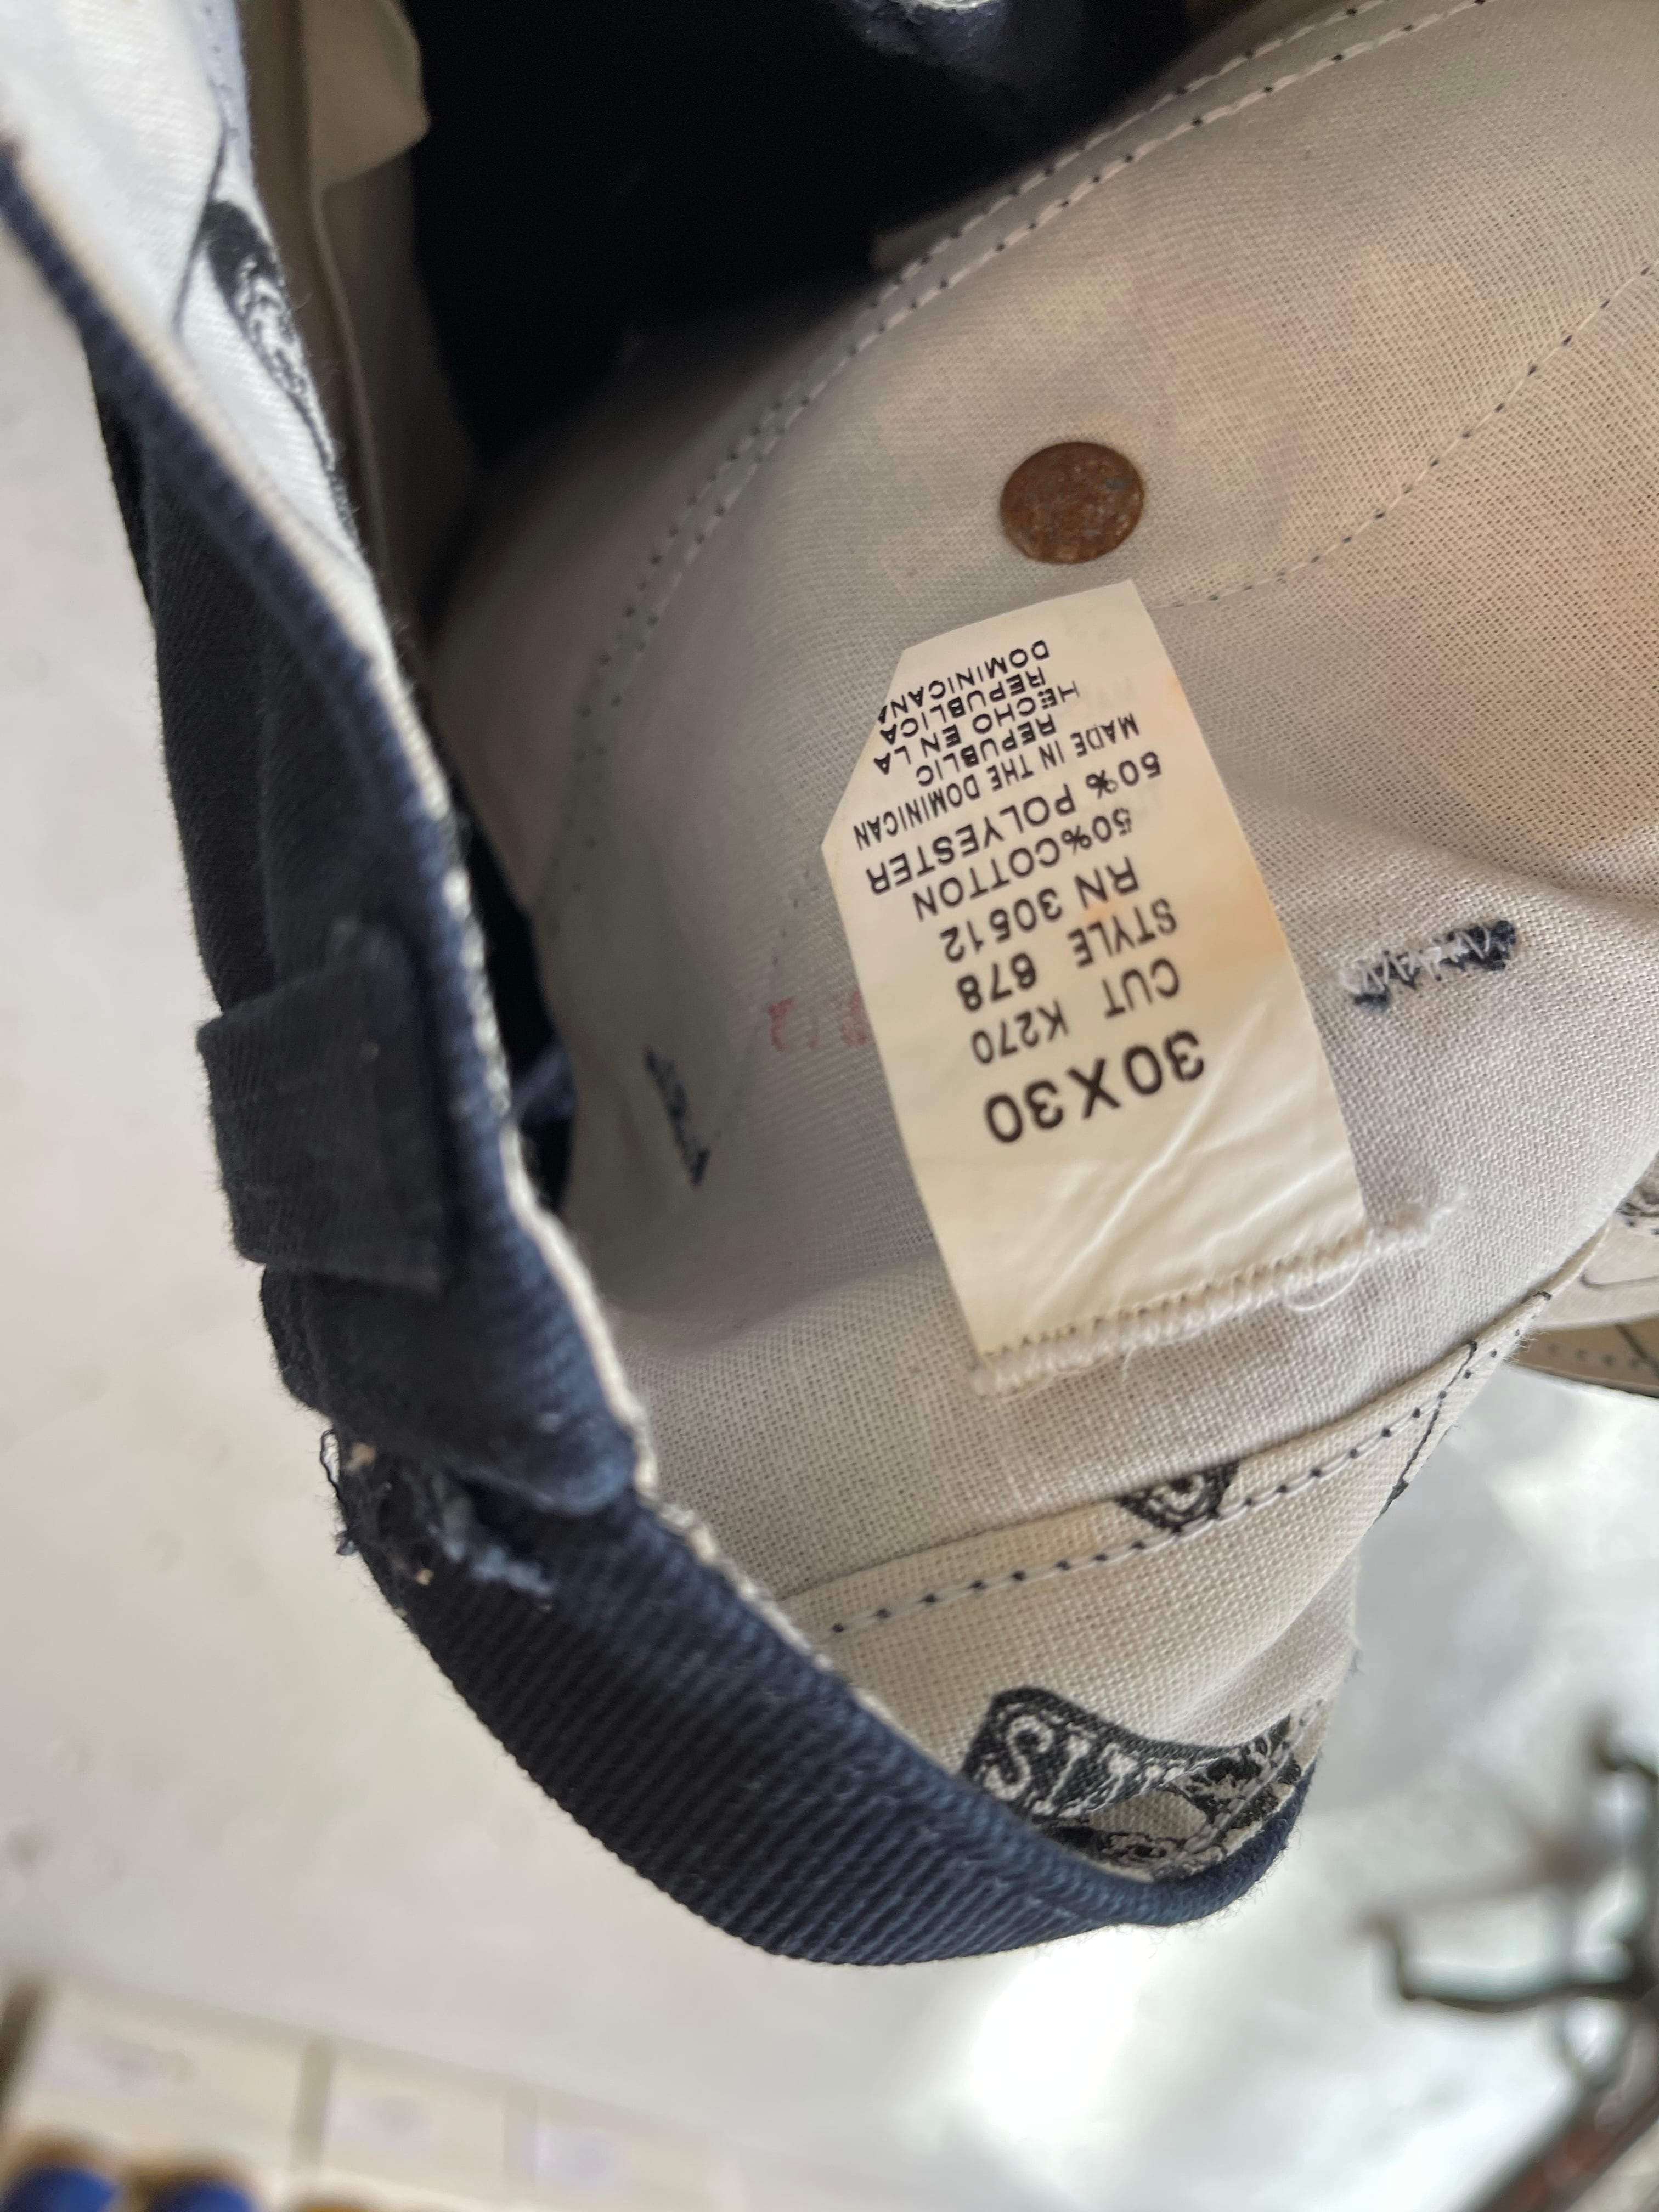 30X30
CUT K270
STYLE 678
RN 30612
50%COTTON
50% POLYESTER
MADE IN THE DOMINICAN
REPUBLIC
HECHO EN LA
REPUBLICA
DOMINICANA